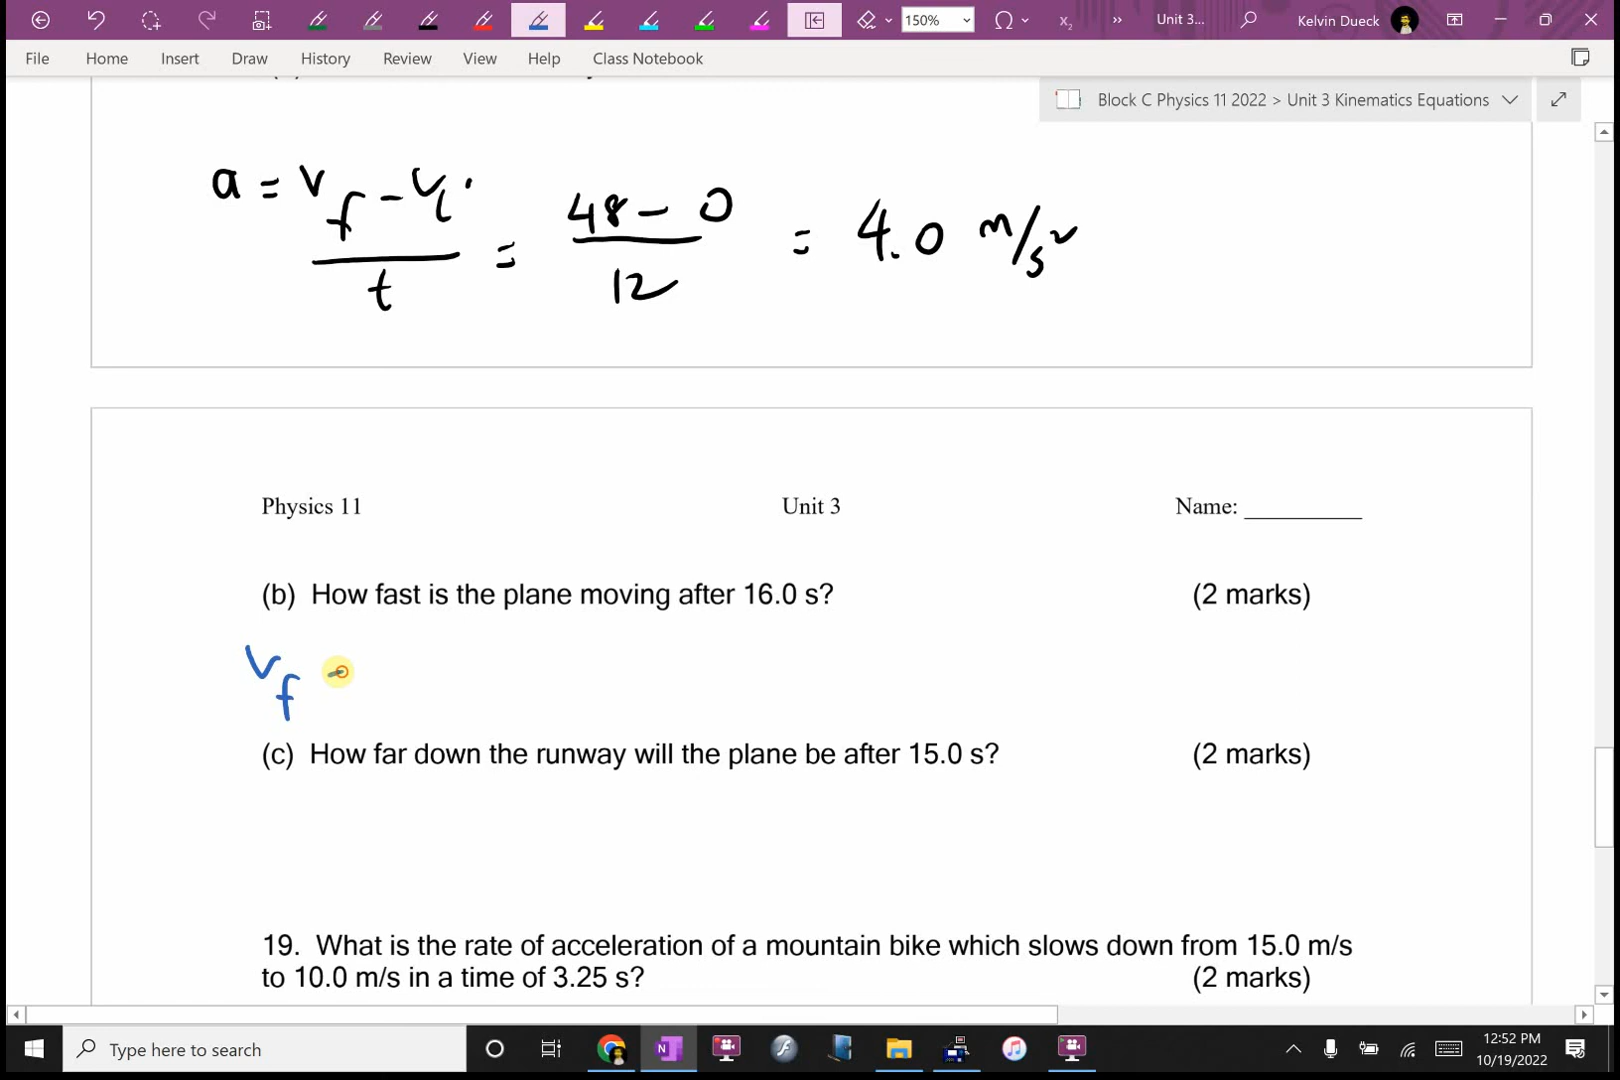 150% Ω x₂ Unit 3... Kelvin Dueck
File Home Insert Draw History Review View Help Class Notebook
Block C Physics 11 2022 > Unit 3 Kinematics Equations
a = vf - vi / t = 48 - 0 / 12 = 4.0 m/s²
Physics 11 Unit 3 Name: __________
(b) How fast is the plane moving after 16.0 s? (2 marks)
vf
(c) How far down the runway will the plane be after 15.0 s? (2 marks)
19. What is the rate of acceleration of a mountain bike which slows down from 15.0 m/s
to 10.0 m/s in a time of 3.25 s? (2 marks)
Type here to search
12:52 PM
10/19/2022